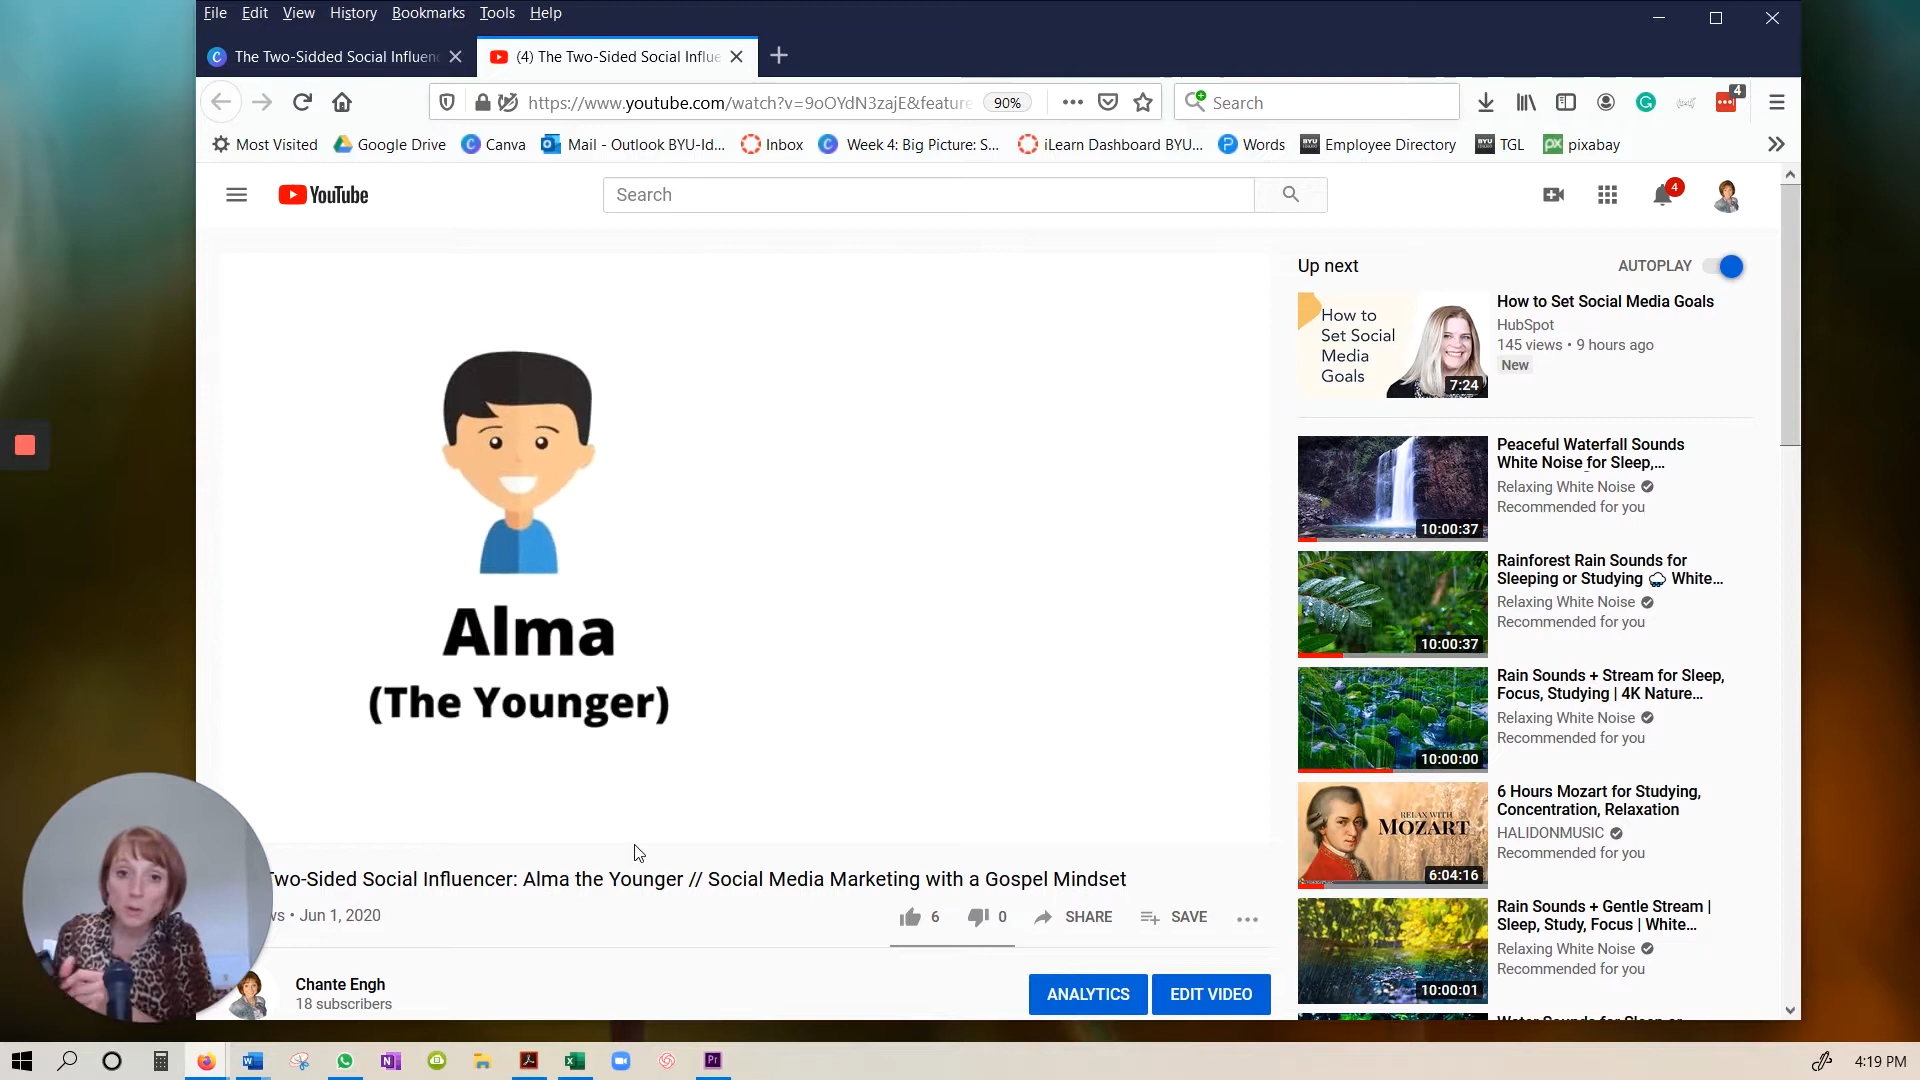 File Edit View History Bookmarks Tools Help
The Two-Sidded Social Influen
(4) The Two-Sided Social Influe
https://www.youtube.com/watch?v=9oOYdN3zajE&feature
90%
Search
4
Most Visited
Google Drive
Canva
Mail - Outlook BYU-Id...
Inbox
Week 4: Big Picture: S...
iLearn Dashboard BYU...
Words
Employee Directory
TGL
pixabay
YouTube
Search
4
Alma
(The Younger)
Two-Sided Social Influencer: Alma the Younger // Social Media Marketing with a Gospel Mindset
ws • Jun 1, 2020
6
0
SHARE
SAVE
Chante Engh
18 subscribers
ANALYTICS
EDIT VIDEO
Up next
AUTOPLAY
How to
Set Social
Media
Goals
7:24
How to Set Social Media Goals
HubSpot
145 views • 9 hours ago
New
10:00:37
Peaceful Waterfall Sounds
White Noise for Sleep,...
Relaxing White Noise
Recommended for you
10:00:37
Rainforest Rain Sounds for
Sleeping or Studying 🌧 White...
Relaxing White Noise
Recommended for you
10:00:00
Rain Sounds + Stream for Sleep,
Focus, Studying | 4K Nature...
Relaxing White Noise
Recommended for you
RELAX WITH
MOZART
6:04:16
6 Hours Mozart for Studying,
Concentration, Relaxation
HALIDONMUSIC
Recommended for you
10:00:01
Rain Sounds + Gentle Stream |
Sleep, Study, Focus | White...
Relaxing White Noise
Recommended for you
4:19 PM